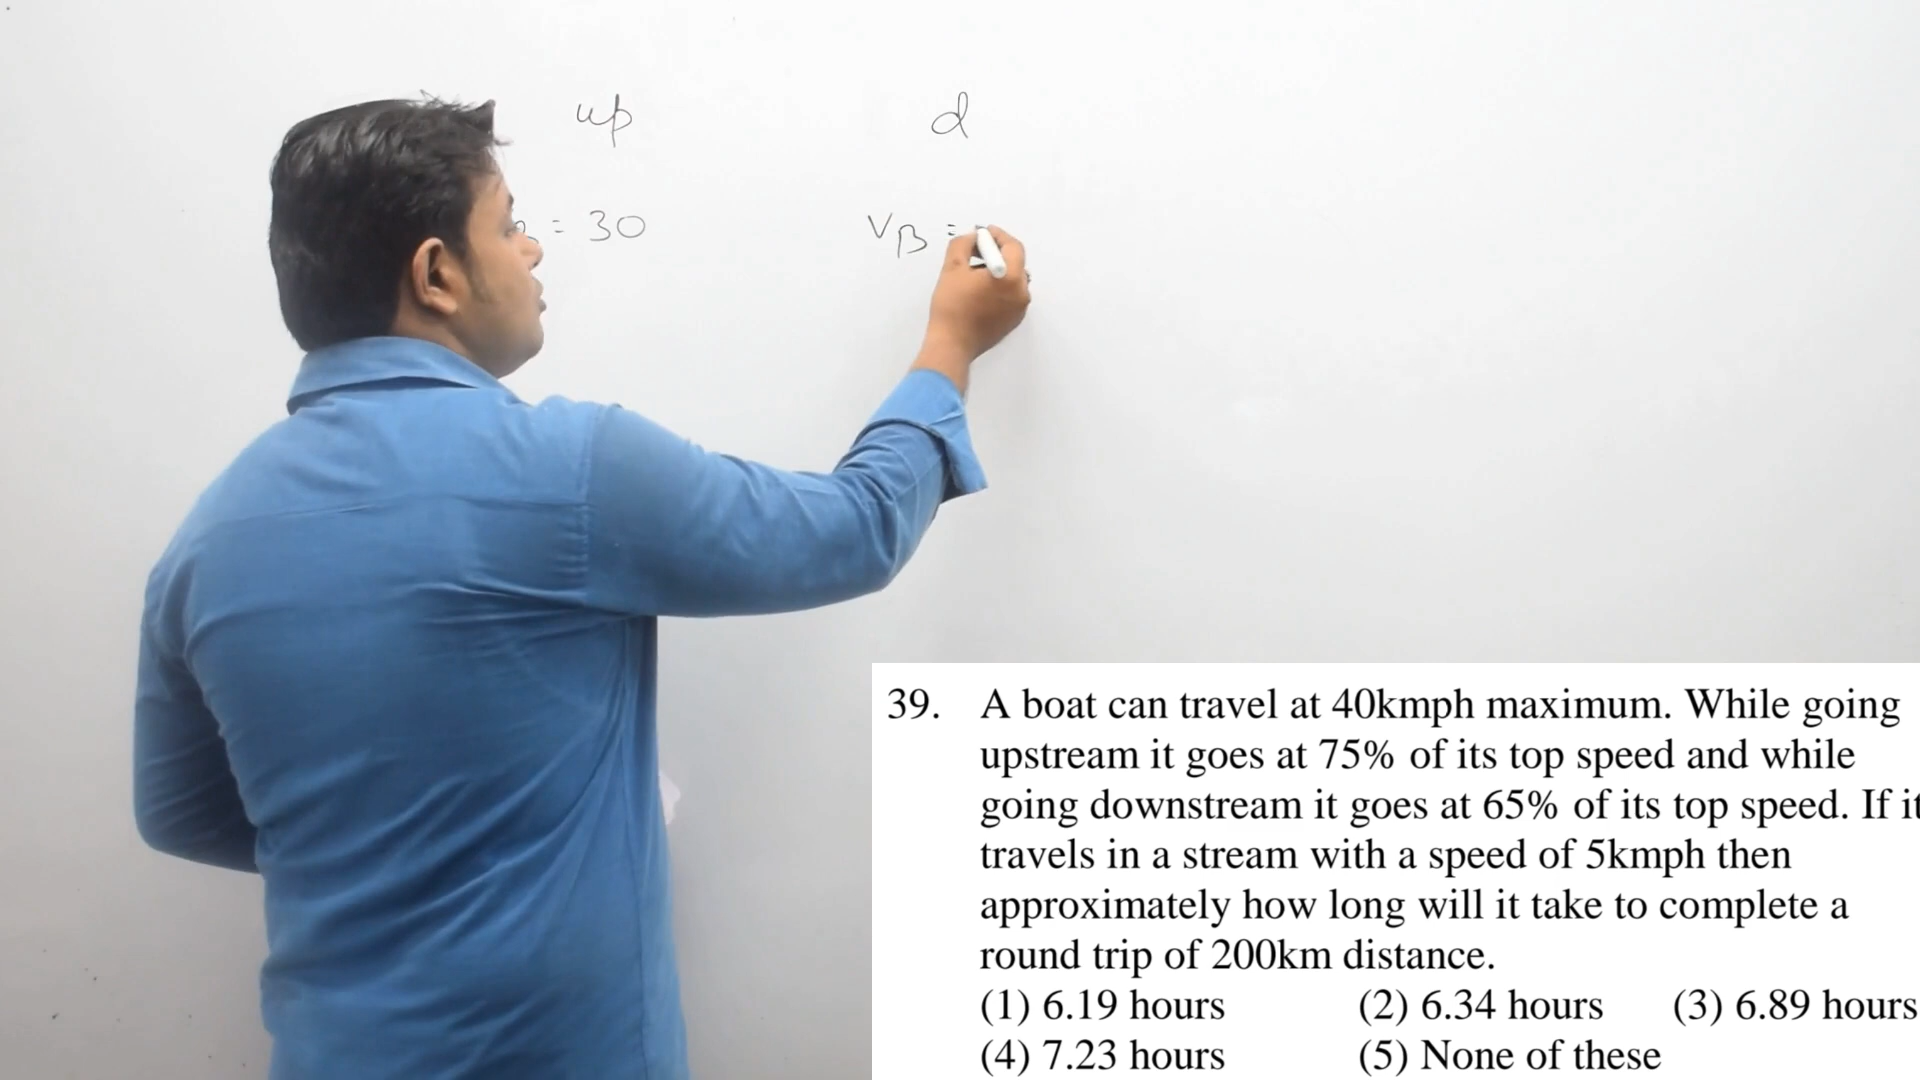 up d
= 30 VB =
39. A boat can travel at 40kmph maximum. While going
upstream it goes at 75% of its top speed and while
going downstream it goes at 65% of its top speed. If it
travels in a stream with a speed of 5kmph then
approximately how long will it take to complete a
round trip of 200km distance.
(1) 6.19 hours (2) 6.34 hours (3) 6.89 hours
(4) 7.23 hours (5) None of these